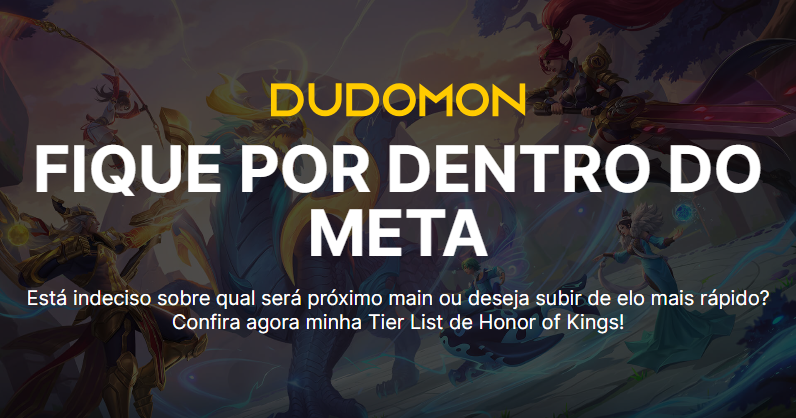 DUDOMON
FIQUE POR DENTRO DO
META
Está indeciso sobre qual será próximo main ou deseja subir de elo mais rápido?
Confira agora minha Tier List de Honor of Kings!